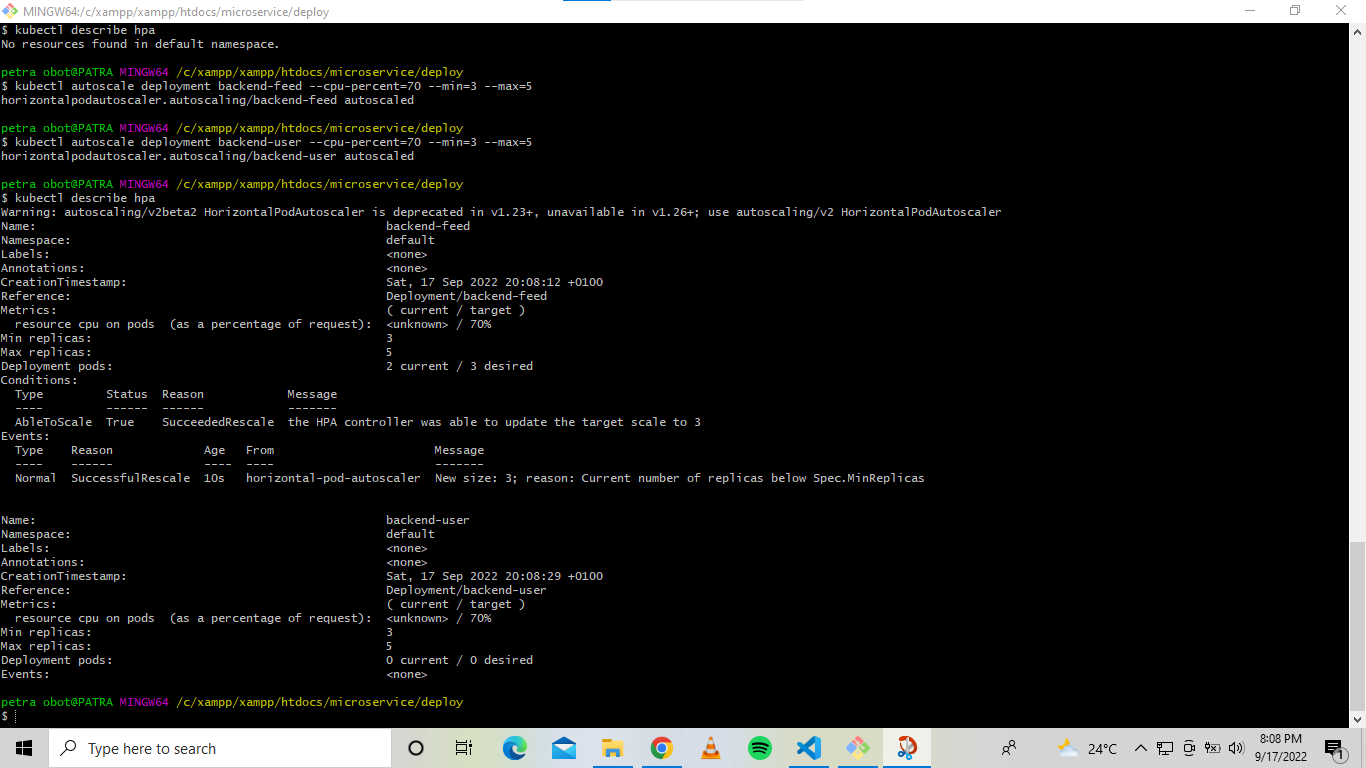 MINGW64:/c/xampp/xampp/htdocs/microservice/deploy
$ kubectl describe hpa
No resources found in default namespace.
petra obot@PATRA MINGW64 /c/xampp/xampp/htdocs/microservice/deploy
$ kubectl autoscale deployment backend-feed --cpu-percent=70 --min=3 --max=5
horizontalpodautoscaler.autoscaling/backend-feed autoscaled
petra obot@PATRA MINGW64 /c/xampp/xampp/htdocs/microservice/deploy
$ kubectl autoscale deployment backend-user --cpu-percent=70 --min=3 --max=5
horizontalpodautoscaler.autoscaling/backend-user autoscaled
petra obot@PATRA MINGW64 /c/xampp/xampp/htdocs/microservice/deploy
$ kubectl describe hpa
Warning: autoscaling/v2beta2 HorizontalPodAutoscaler is deprecated in v1.23+, unavailable in v1.26+; use autoscaling/v2 HorizontalPodAutoscaler
Name: backend-feed
Namespace: default
Labels: <none>
Annotations: <none>
CreationTimestamp: Sat, 17 Sep 2022 20:08:12 +0100
Reference: Deployment/backend-feed
Metrics: ( current / target )
resource cpu on pods (as a percentage of request): <unknown> / 70%
Min replicas: 3
Max replicas: 5
Deployment pods: 2 current / 3 desired
Conditions:
Type Status Reason Message
---- ------ ------ -------
AbleToScale True SucceededRescale the HPA controller was able to update the target scale to 3
Events:
Type Reason Age From Message
---- ------ ---- ---- -------
Normal SuccessfulRescale 10s horizontal-pod-autoscaler New size: 3; reason: Current number of replicas below Spec.MinReplicas
Name: backend-user
Namespace: default
Labels: <none>
Annotations: <none>
CreationTimestamp: Sat, 17 Sep 2022 20:08:29 +0100
Reference: Deployment/backend-user
Metrics: ( current / target )
resource cpu on pods (as a percentage of request): <unknown> / 70%
Min replicas: 3
Max replicas: 5
Deployment pods: 0 current / 0 desired
Events: <none>
petra obot@PATRA MINGW64 /c/xampp/xampp/htdocs/microservice/deploy
$
Type here to search
24°C
8:08 PM
9/17/2022
1